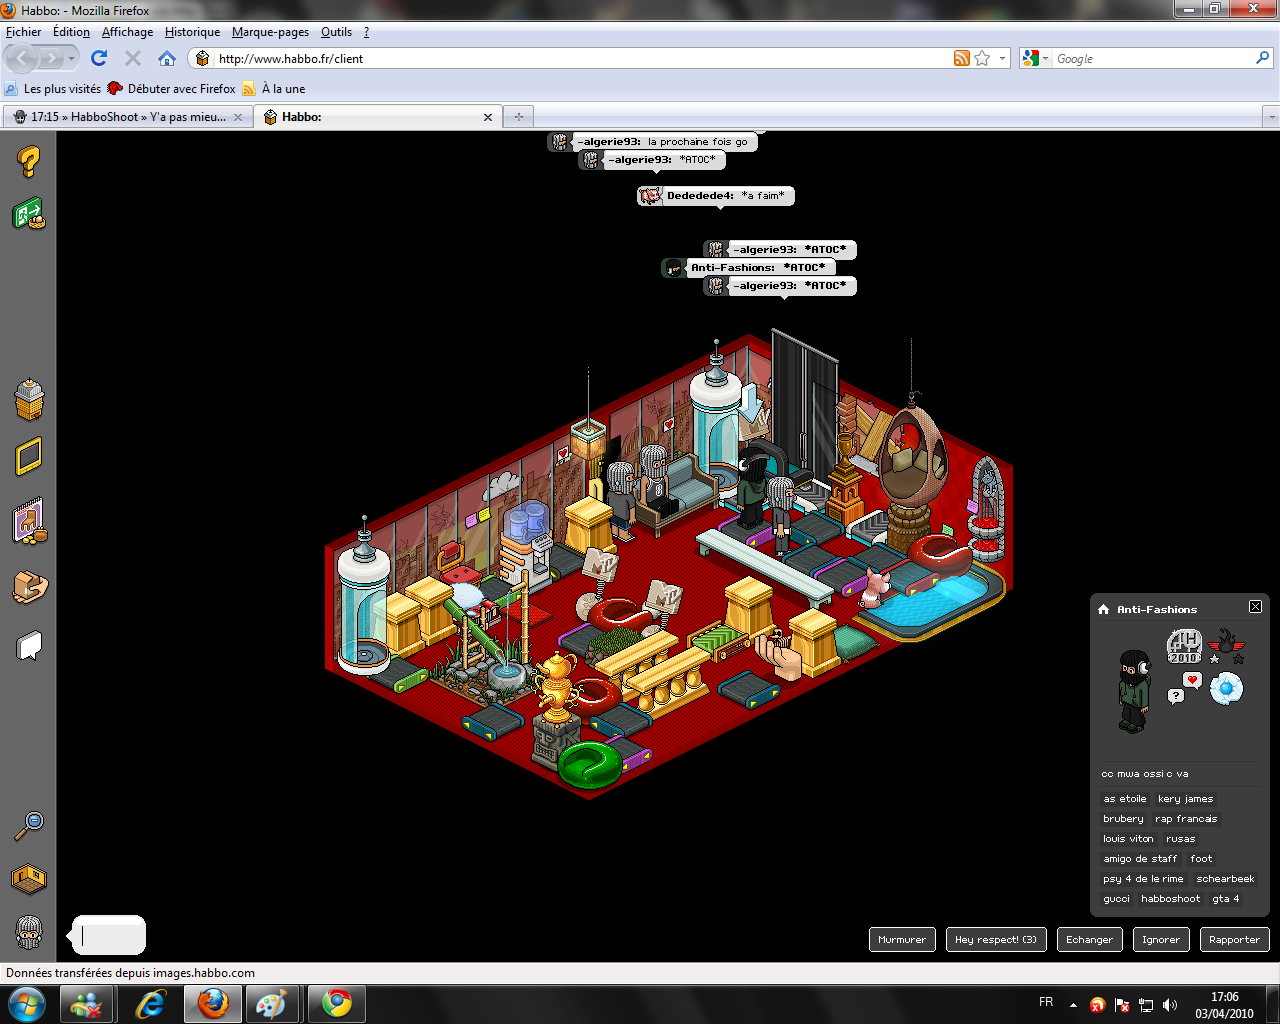 Habbo: - Mozilla Firefox
Fichier Édition Affichage Historique Marque-pages Outils ?
http://www.habbo.fr/client
Google
Les plus visités Débuter avec Firefox À la une
17:15 » HabboShoot » Y'a pas mieu...
Habbo:
-algerie93: la prochaine fois go
-algerie93: *ATOC*
Dededede4: *a faim*
-algerie93: *ATOC*
Anti-Fashions: *ATOC*
-algerie93: *ATOC*
MTV
MTV
MTV
Anti-Fashions
H
2010
?
cc mwa ossi c va
as etoile kery james
brubery rap francais
louis viton rusas
amigo de staff foot
psy 4 de le rime schearbeek
gucci habboshoot gta 4
Murmurer Hey respect! (3) Echanger Ignorer Rapporter
Données transférées depuis images.habbo.com
FR
17:06
03/04/2010